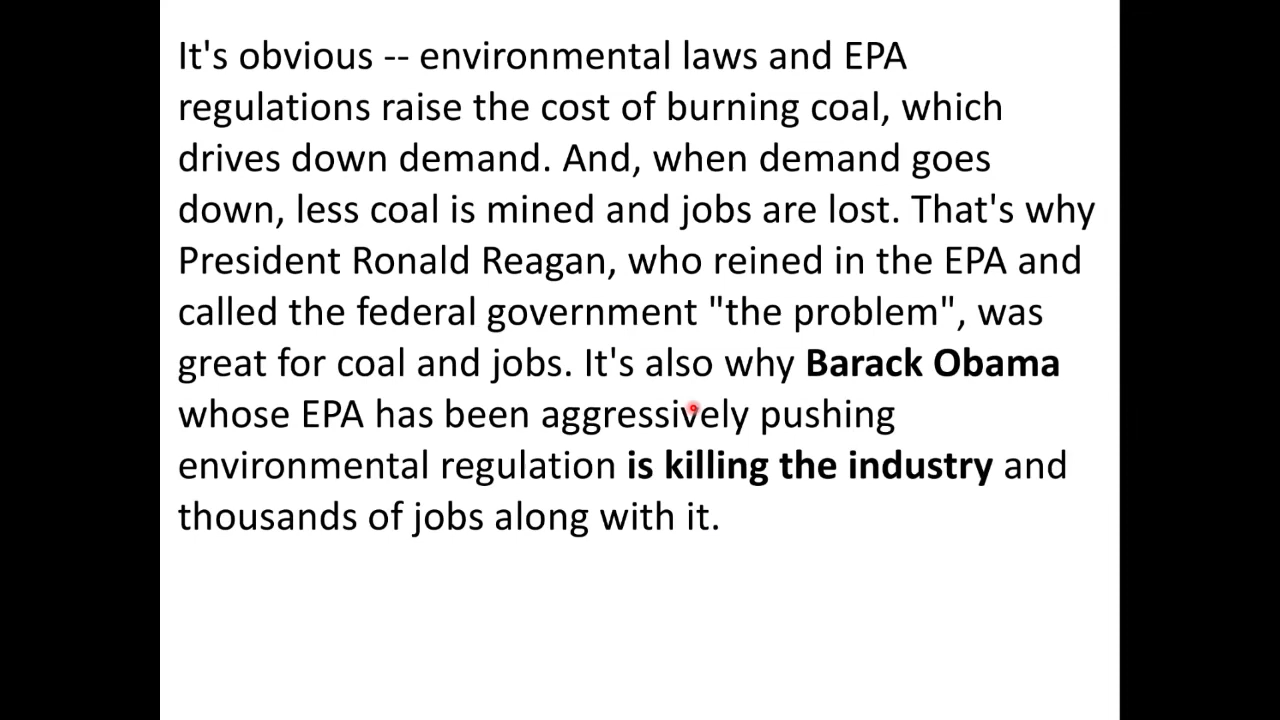 It's obvious -- environmental laws and EPA
regulations raise the cost of burning coal, which
drives down demand. And, when demand goes
down, less coal is mined and jobs are lost. That's why
President Ronald Reagan, who reined in the EPA and
called the federal government "the problem", was
great for coal and jobs. It's also why Barack Obama
whose EPA has been aggressively pushing
environmental regulation is killing the industry and
thousands of jobs along with it.